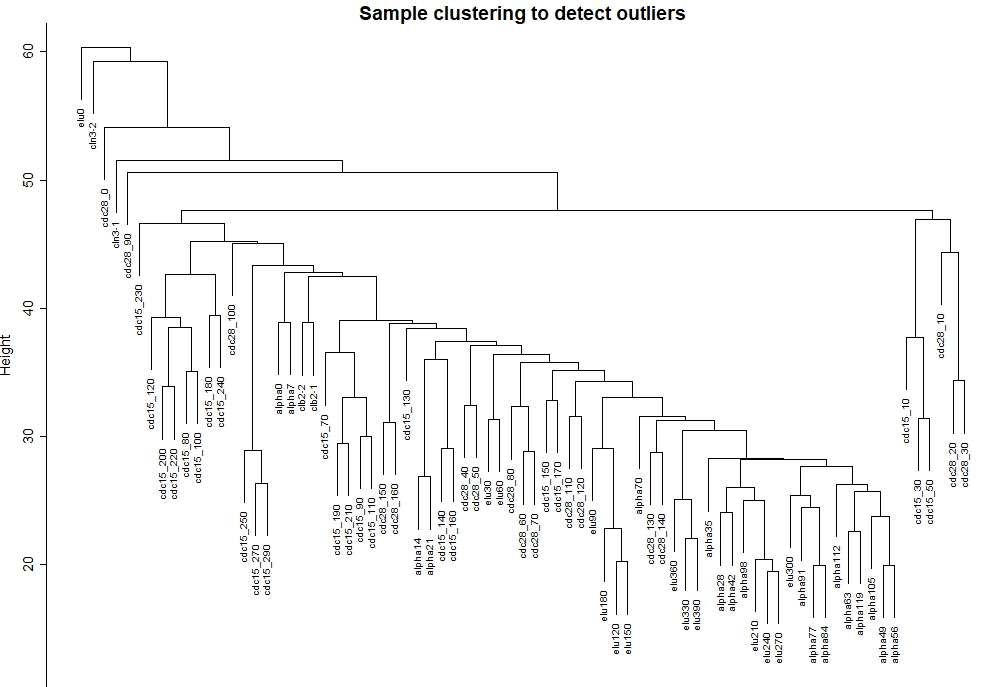 Sample clustering to detect outliers
Height
60
50
40
30
20
elu0
cln3-2
cdc28_0
cln3-1
cdc28_90
cdc15_230
cdc15_120
cdc15_200
cdc15_220
cdc15_80
cdc15_100
cdc15_180
cdc15_240
cdc28_100
cdc15_250
cdc15_270
cdc15_290
alpha0
alpha7
clb2-2
clb2-1
cdc15_70
cdc15_190
cdc15_210
cdc15_90
cdc15_110
cdc28_150
cdc28_160
cdc15_130
alpha14
alpha21
cdc15_140
cdc15_160
cdc28_40
cdc28_50
elu30
elu60
cdc28_80
cdc28_60
cdc28_70
cdc15_150
cdc15_170
cdc28_110
cdc28_120
elu90
elu180
elu120
elu150
alpha70
cdc28_130
cdc28_140
elu360
elu330
elu390
alpha35
alpha28
alpha42
alpha98
elu210
elu240
elu270
elu300
alpha91
alpha77
alpha84
alpha112
alpha63
alpha119
alpha105
alpha49
alpha56
cdc15_10
cdc15_30
cdc15_50
cdc28_10
cdc28_20
cdc28_30